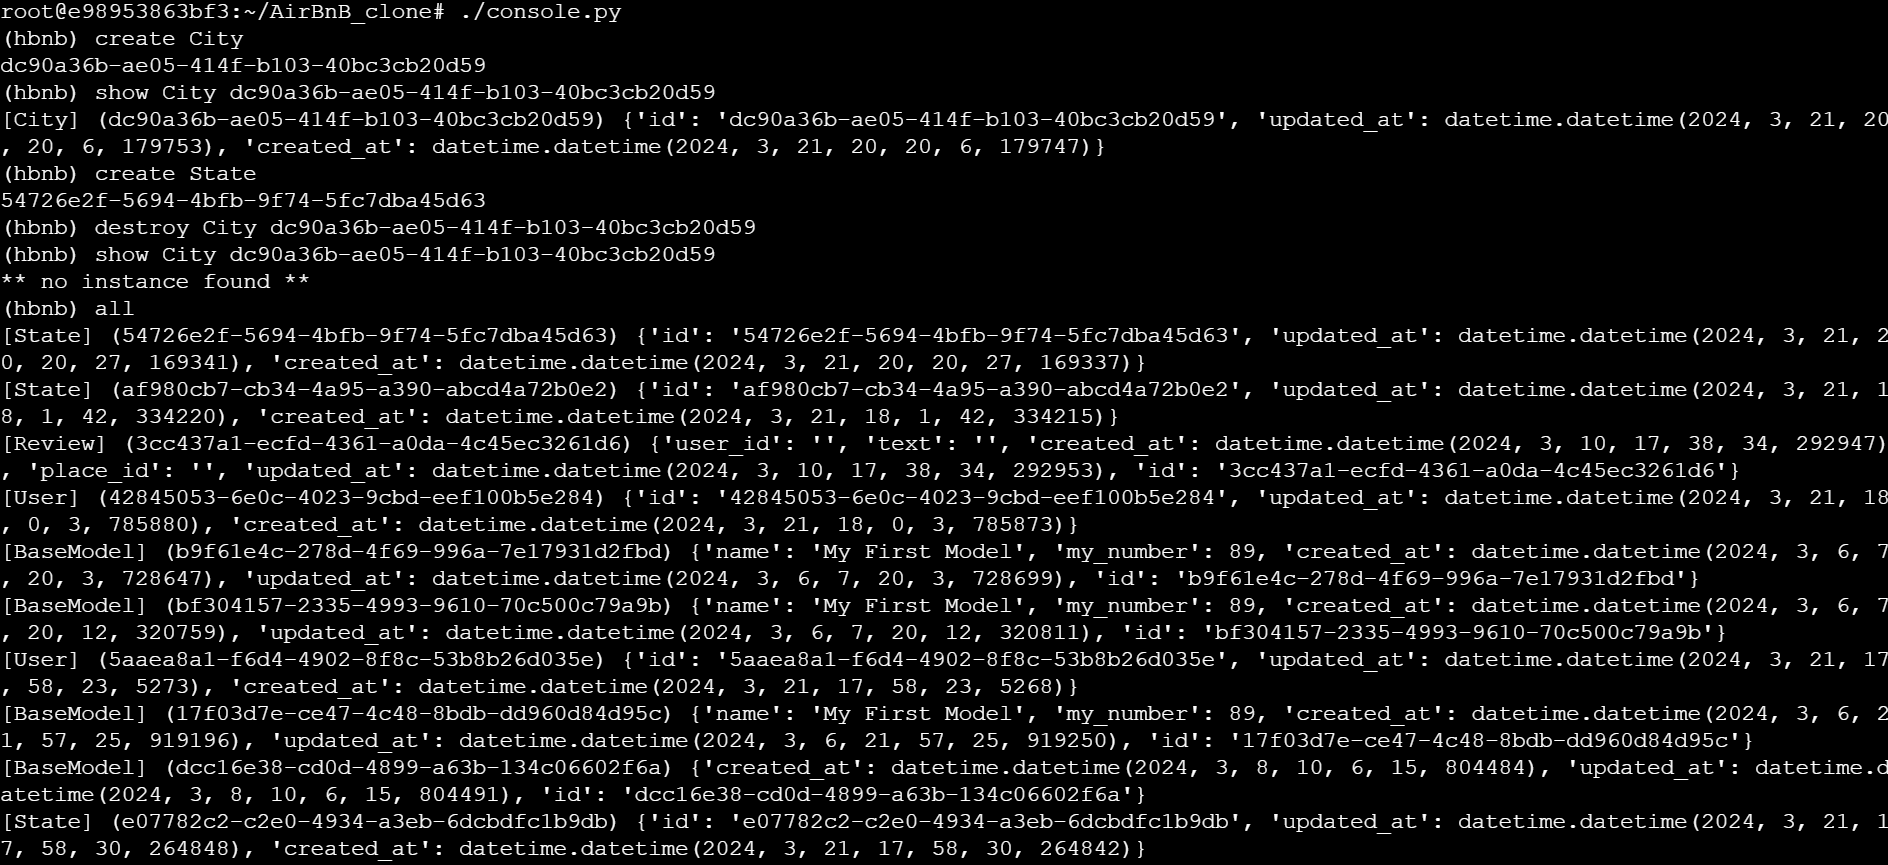 root@e98953863bf3:~/AirBnB_clone# ./console.py
(hbnb) create City
dc90a36b-ae05-414f-b103-40bc3cb20d59
(hbnb) show City dc90a36b-ae05-414f-b103-40bc3cb20d59
[City] (dc90a36b-ae05-414f-b103-40bc3cb20d59) {'id': 'dc90a36b-ae05-414f-b103-40bc3cb20d59', 'updated_at': datetime.datetime(2024, 3, 21, 20
, 20, 6, 179753), 'created_at': datetime.datetime(2024, 3, 21, 20, 20, 6, 179747)}
(hbnb) create State
54726e2f-5694-4bfb-9f74-5fc7dba45d63
(hbnb) destroy City dc90a36b-ae05-414f-b103-40bc3cb20d59
(hbnb) show City dc90a36b-ae05-414f-b103-40bc3cb20d59
** no instance found **
(hbnb) all
[State] (54726e2f-5694-4bfb-9f74-5fc7dba45d63) {'id': '54726e2f-5694-4bfb-9f74-5fc7dba45d63', 'updated_at': datetime.datetime(2024, 3, 21, 2
0, 20, 27, 169341), 'created_at': datetime.datetime(2024, 3, 21, 20, 20, 27, 169337)}
[State] (af980cb7-cb34-4a95-a390-abcd4a72b0e2) {'id': 'af980cb7-cb34-4a95-a390-abcd4a72b0e2', 'updated_at': datetime.datetime(2024, 3, 21, 1
8, 1, 42, 334220), 'created_at': datetime.datetime(2024, 3, 21, 18, 1, 42, 334215)}
[Review] (3cc437a1-ecfd-4361-a0da-4c45ec3261d6) {'user_id': '', 'text': '', 'created_at': datetime.datetime(2024, 3, 10, 17, 38, 34, 292947)
, 'place_id': '', 'updated_at': datetime.datetime(2024, 3, 10, 17, 38, 34, 292953), 'id': '3cc437a1-ecfd-4361-a0da-4c45ec3261d6'}
[User] (42845053-6e0c-4023-9cbd-eef100b5e284) {'id': '42845053-6e0c-4023-9cbd-eef100b5e284', 'updated_at': datetime.datetime(2024, 3, 21, 18
, 0, 3, 785880), 'created_at': datetime.datetime(2024, 3, 21, 18, 0, 3, 785873)}
[BaseModel] (b9f61e4c-278d-4f69-996a-7e17931d2fbd) {'name': 'My First Model', 'my_number': 89, 'created_at': datetime.datetime(2024, 3, 6, 7
, 20, 3, 728647), 'updated_at': datetime.datetime(2024, 3, 6, 7, 20, 3, 728699), 'id': 'b9f61e4c-278d-4f69-996a-7e17931d2fbd'}
[BaseModel] (bf304157-2335-4993-9610-70c500c79a9b) {'name': 'My First Model', 'my_number': 89, 'created_at': datetime.datetime(2024, 3, 6, 7
, 20, 12, 320759), 'updated_at': datetime.datetime(2024, 3, 6, 7, 20, 12, 320811), 'id': 'bf304157-2335-4993-9610-70c500c79a9b'}
[User] (5aaea8a1-f6d4-4902-8f8c-53b8b26d035e) {'id': '5aaea8a1-f6d4-4902-8f8c-53b8b26d035e', 'updated_at': datetime.datetime(2024, 3, 21, 17
, 58, 23, 5273), 'created_at': datetime.datetime(2024, 3, 21, 17, 58, 23, 5268)}
[BaseModel] (17f03d7e-ce47-4c48-8bdb-dd960d84d95c) {'name': 'My First Model', 'my_number': 89, 'created_at': datetime.datetime(2024, 3, 6, 2
1, 57, 25, 919196), 'updated_at': datetime.datetime(2024, 3, 6, 21, 57, 25, 919250), 'id': '17f03d7e-ce47-4c48-8bdb-dd960d84d95c'}
[BaseModel] (dcc16e38-cd0d-4899-a63b-134c06602f6a) {'created_at': datetime.datetime(2024, 3, 8, 10, 6, 15, 804484), 'updated_at': datetime.d
atetime(2024, 3, 8, 10, 6, 15, 804491), 'id': 'dcc16e38-cd0d-4899-a63b-134c06602f6a'}
[State] (e07782c2-c2e0-4934-a3eb-6dcbdfc1b9db) {'id': 'e07782c2-c2e0-4934-a3eb-6dcbdfc1b9db', 'updated_at': datetime.datetime(2024, 3, 21, 1
7, 58, 30, 264848), 'created_at': datetime.datetime(2024, 3, 21, 17, 58, 30, 264842)}